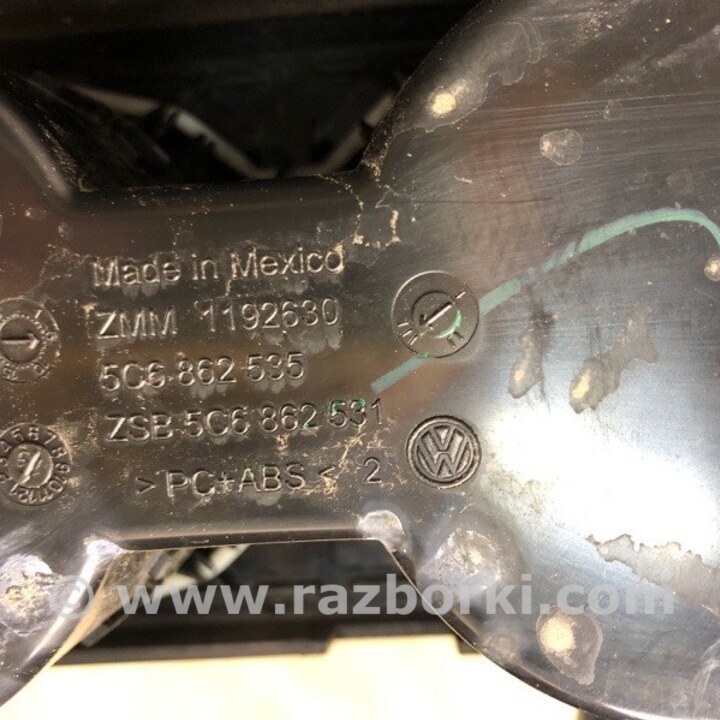 Made in Mexico
ZMM 1192630
5C6 862 535
ZSB 5C6 862 531
> PC+ABS < 2
© www.razborki.com